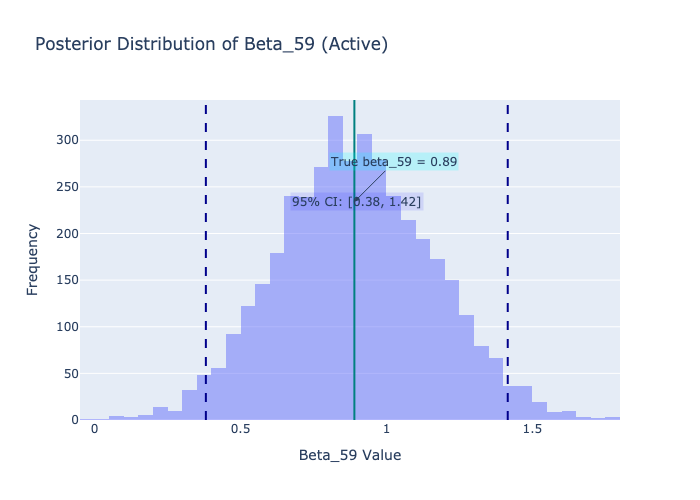 Posterior Distribution of Beta_59 (Active)
300
250
200
150
100
50
0
Frequency
True beta_59 = 0.89
95% CI: [0.38, 1.42]
0
0.5
1
1.5
Beta_59 Value